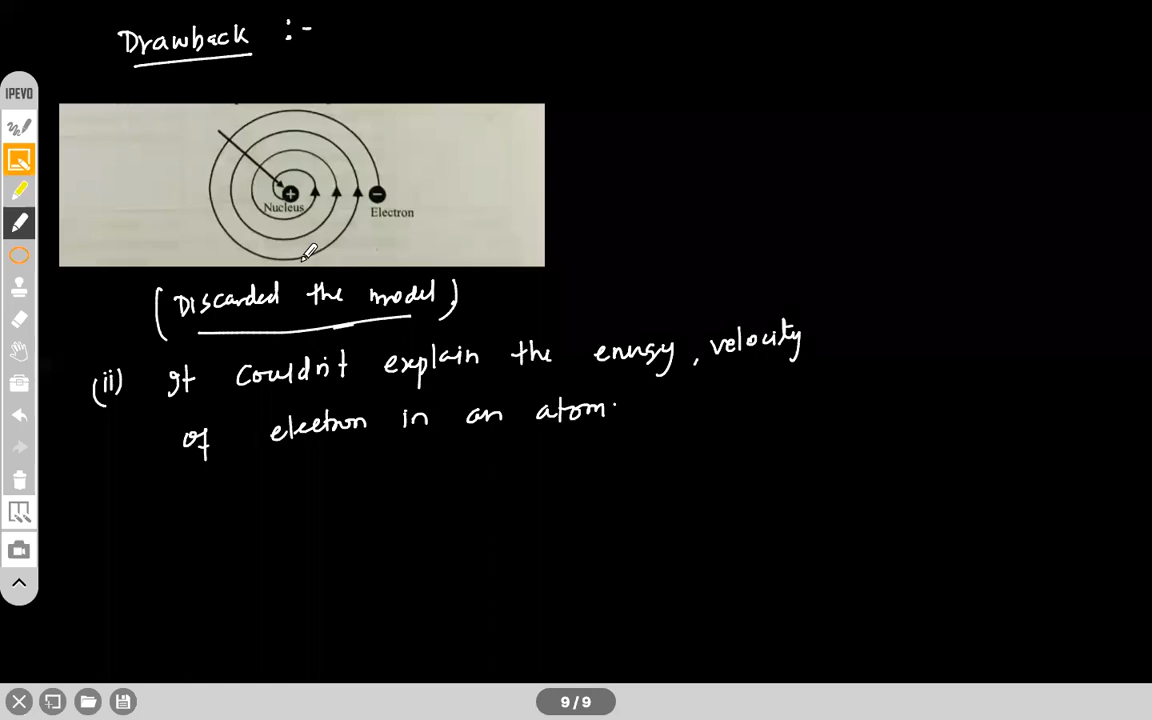 Drawback :-
IPEVO
+
−
Nucleus
Electron
(Discarded the model)
(ii) It couldn't explain the energy, velocity
of electron in an atom.
9 / 9